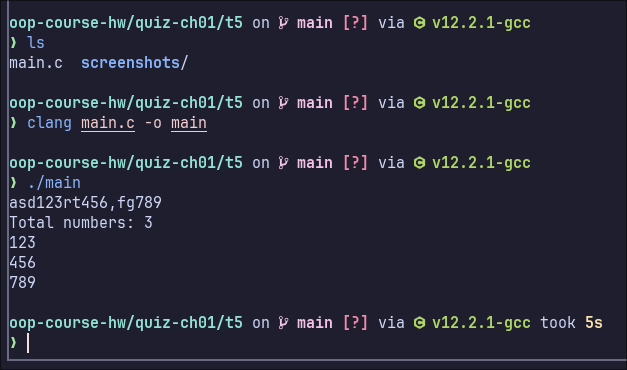 oop-course-hw/quiz-ch01/t5 on main [?] via C v12.2.1-gcc
❯ ls
main.c  screenshots/
oop-course-hw/quiz-ch01/t5 on main [?] via C v12.2.1-gcc
❯ clang main.c -o main
oop-course-hw/quiz-ch01/t5 on main [?] via C v12.2.1-gcc
❯ ./main
asd123rt456,fg789
Total numbers: 3
123
456
789
oop-course-hw/quiz-ch01/t5 on main [?] via C v12.2.1-gcc took 5s
❯